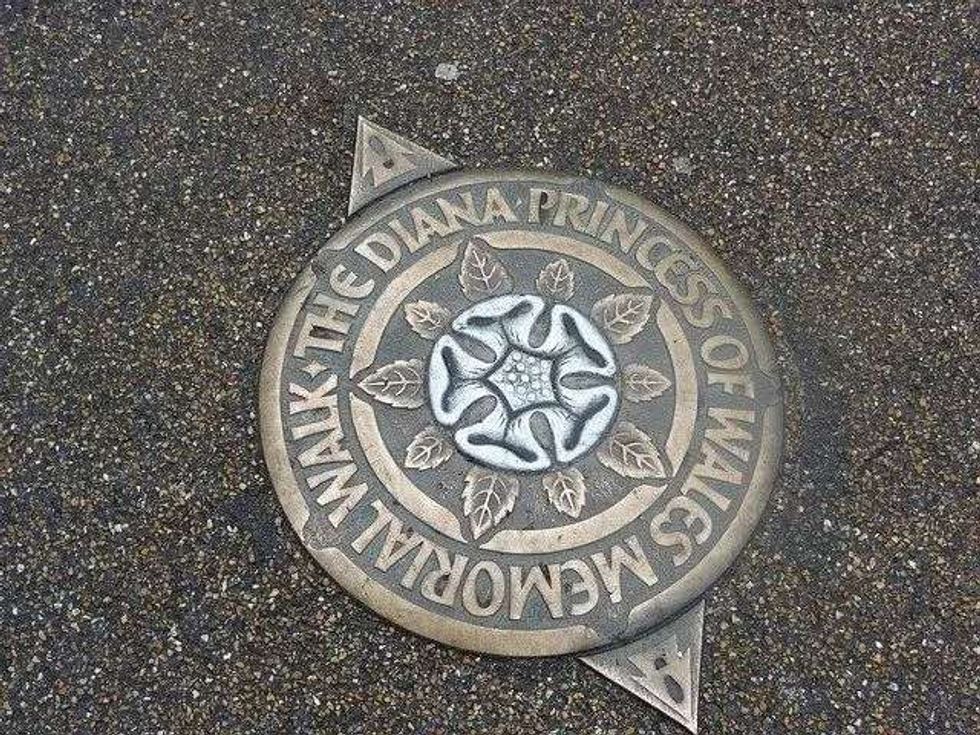 THE DIANA PRINCESS OF WALES MEMORIAL WALK